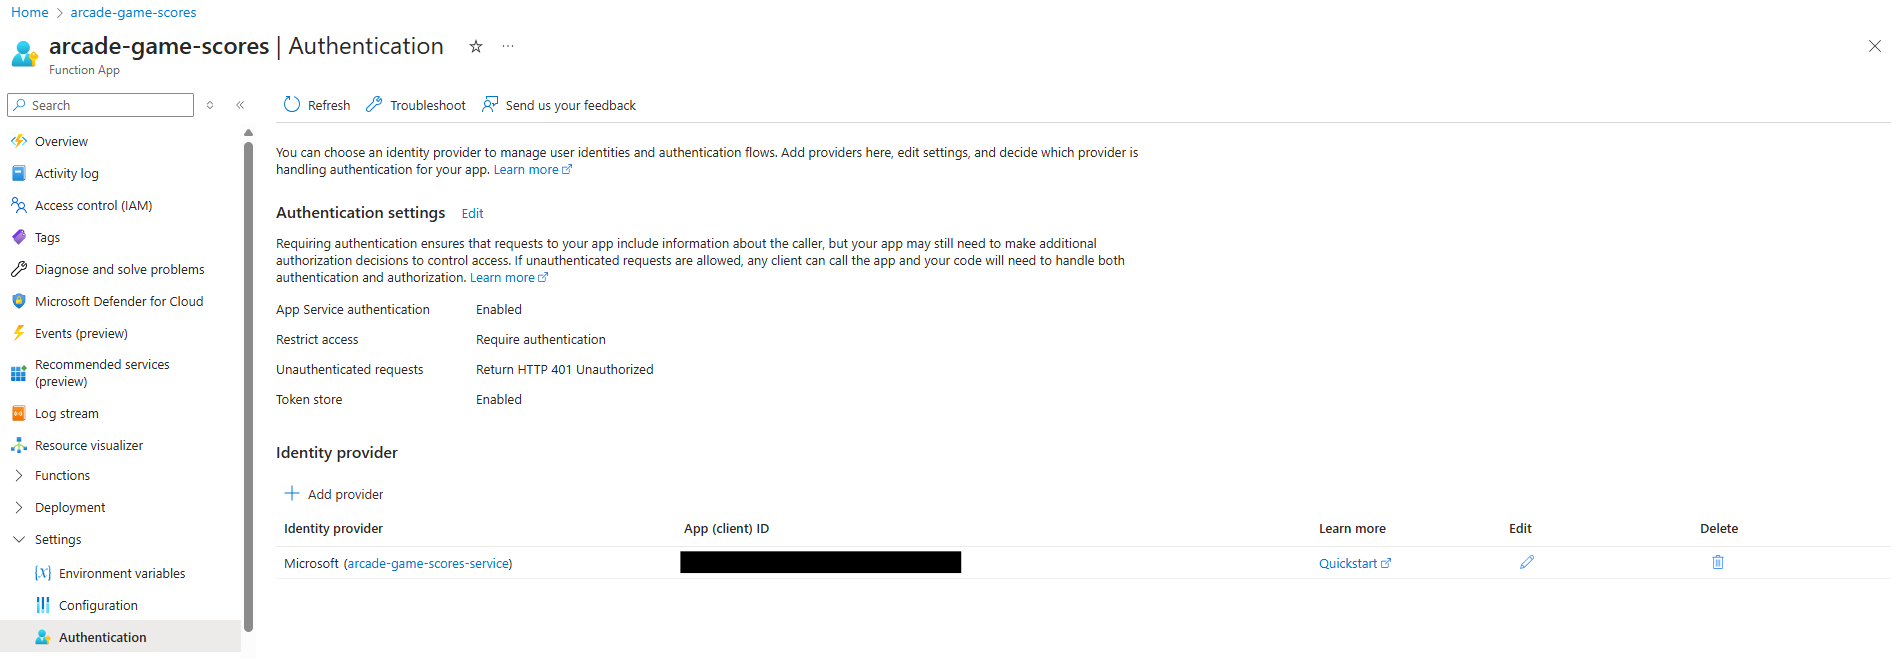 Home > arcade-game-scores
arcade-game-scores | Authentication
Function App
Search
Overview
Activity log
Access control (IAM)
Tags
Diagnose and solve problems
Microsoft Defender for Cloud
Events (preview)
Recommended services
(preview)
Log stream
Resource visualizer
Functions
Deployment
Settings
Environment variables
Configuration
Authentication
Refresh Troubleshoot Send us your feedback
You can choose an identity provider to manage user identities and authentication flows. Add providers here, edit settings, and decide which provider is
handling authentication for your app. Learn more
Authentication settings Edit
Requiring authentication ensures that requests to your app include information about the caller, but your app may still need to make additional
authorization decisions to control access. If unauthenticated requests are allowed, any client can call the app and your code will need to handle both
authentication and authorization. Learn more
App Service authentication Enabled
Restrict access Require authentication
Unauthenticated requests Return HTTP 401 Unauthorized
Token store Enabled
Identity provider
Add provider
Identity provider App (client) ID Learn more Edit Delete
Microsoft (arcade-game-scores-service) Quickstart